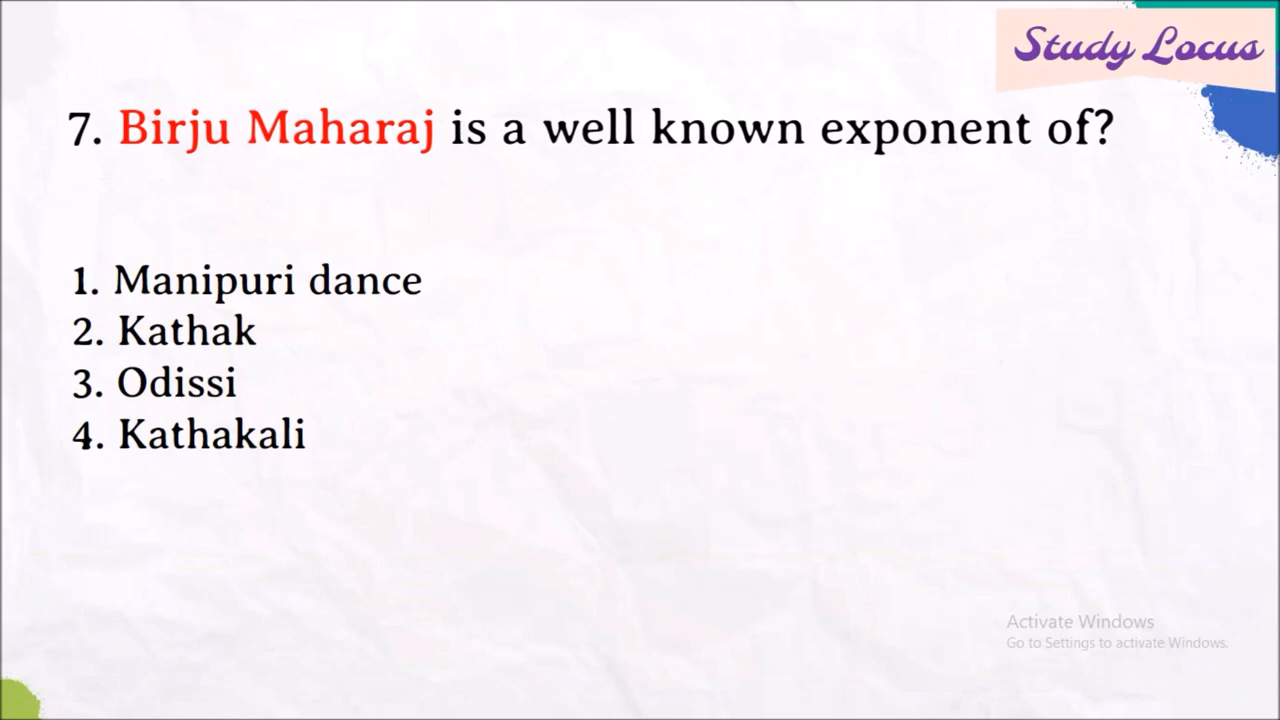 Study Locus
7. Birju Maharaj is a well known exponent of?
1. Manipuri dance
2. Kathak
3. Odissi
4. Kathakali
Activate Windows
Go to Settings to activate Windows.